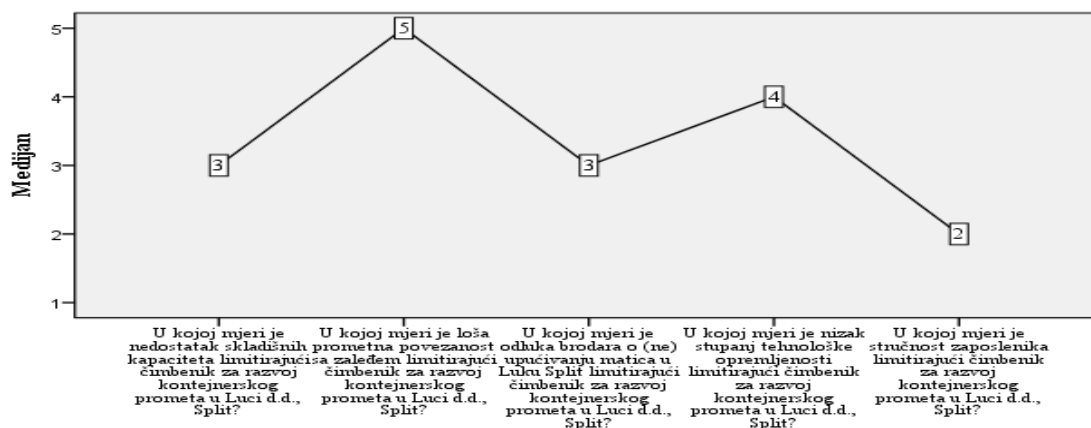 Medijan
5
4
3
2
1
3
5
3
4
2
U kojoj mjeri je
nedostatak skladišnih
kapaciteta limitirajući
čimbenik za razvoj
kontejnerskog
prometa u Luci d.d.,
Split?
U kojoj mjeri je loša
prometna povezanost
sa zaleđem limitirajući
čimbenik za razvoj
kontejnerskog
prometa u Luci d.d.,
Split?
U kojoj mjeri je
odluka brodara o (ne)
upućivanju matica u
Luku Split limitirajući
čimbenik za razvoj
kontejnerskog
prometa u Luci d.d.,
Split?
U kojoj mjeri je nizak
stupanj tehnološke
opremljenosti
limitirajući čimbenik
za razvoj
kontejnerskog
prometa u Luci d.d.,
Split?
U kojoj mjeri je
stručnost zaposlenika
limitirajući čimbenik
za razvoj
kontejnerskog
prometa u Luci d.d.,
Split?